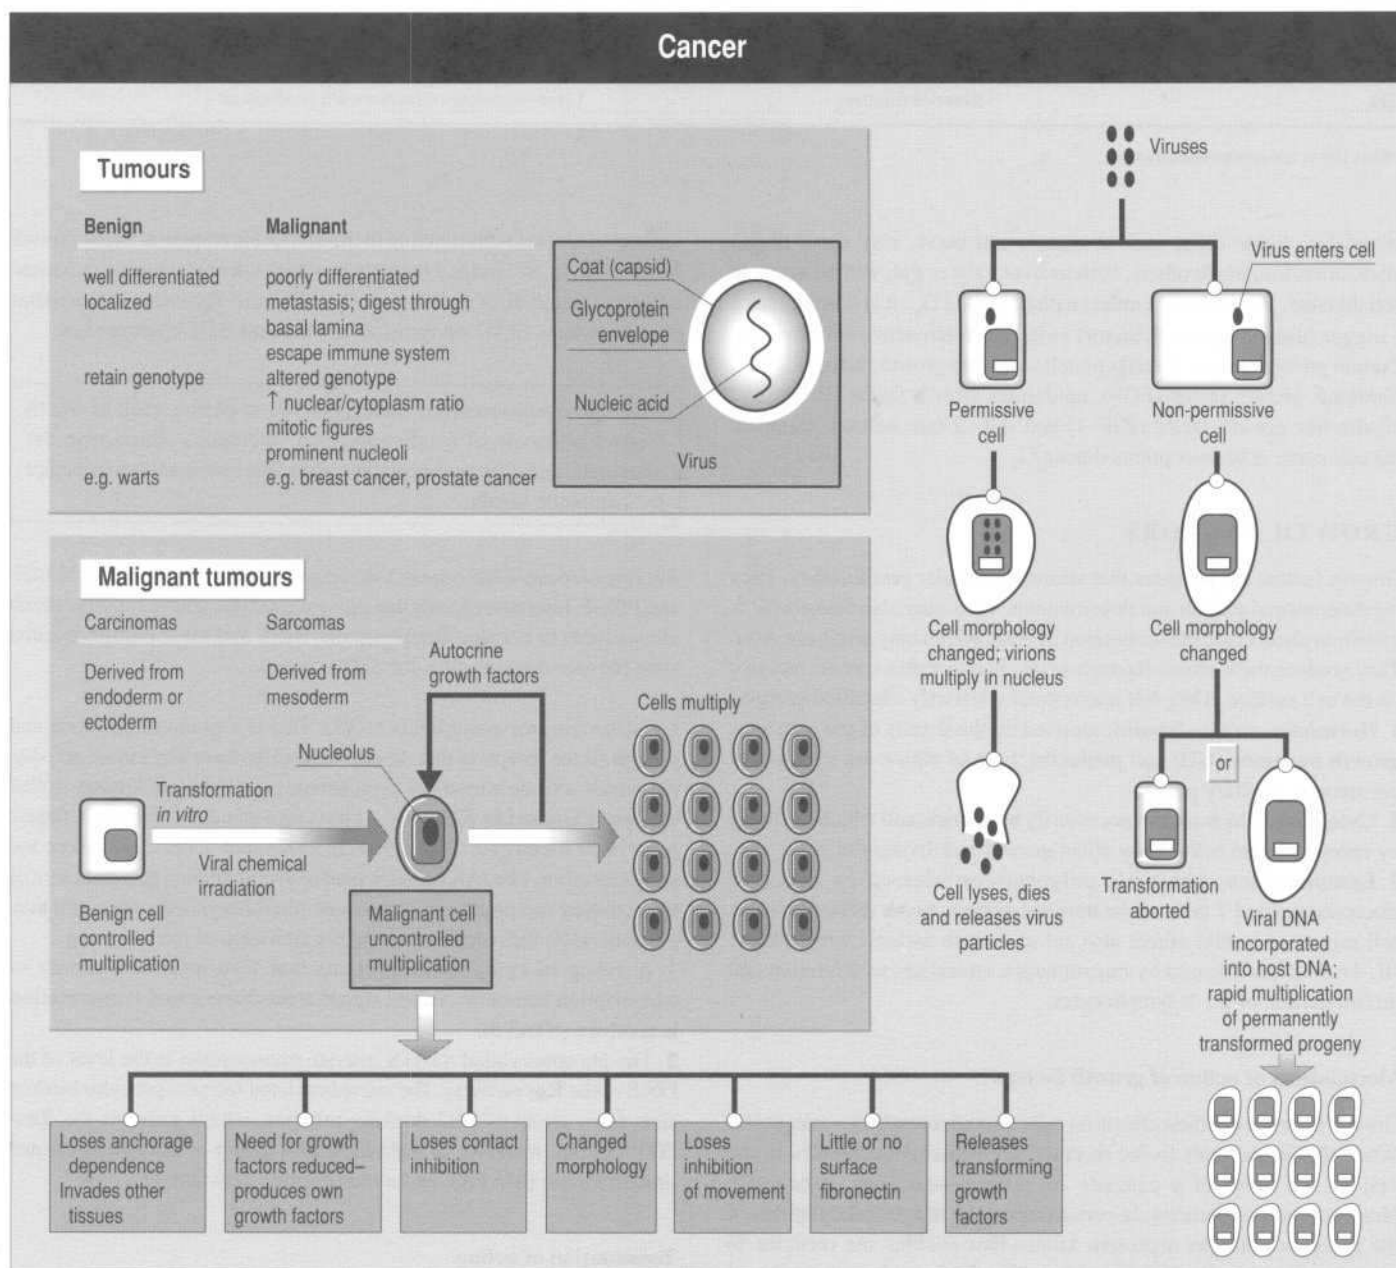 Cancer
Tumours
Benign Malignant
well differentiated poorly differentiated
localized metastasis; digest through
basal lamina
escape immune system
retain genotype altered genotype
↑ nuclear/cytoplasm ratio
mitotic figures
prominent nucleoli
e.g. warts e.g. breast cancer, prostate cancer
Coat (capsid)
Glycoprotein
envelope
Nucleic acid
Virus
Malignant tumours
Carcinomas Sarcomas
Derived from
endoderm or
ectoderm
Derived from
mesoderm
Autocrine
growth factors
Nucleolus
Cells multiply
Transformation
in vitro
Viral chemical
irradiation
Benign cell
controlled
multiplication
Malignant cell
uncontrolled
multiplication
Loses anchorage
dependence
Invades other
tissues
Need for growth
factors reduced–
produces own
growth factors
Loses contact
inhibition
Changed
morphology
Loses
inhibition
of movement
Little or no
surface
fibronectin
Releases
transforming
growth
factors
Viruses
Virus enters cell
Permissive
cell
Non-permissive
cell
Cell morphology
changed; virions
multiply in nucleus
Cell morphology
changed
or
Cell lyses, dies
and releases virus
particles
Transformation
aborted
Viral DNA
incorporated
into host DNA;
rapid multiplication
of permanently
transformed progeny